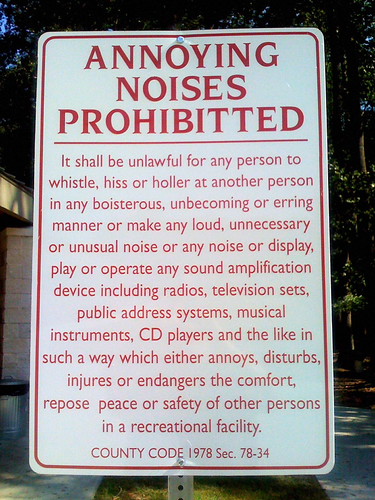 ANNOYING
NOISES
PROHIBITTED
It shall be unlawful for any person to
whistle, hiss or holler at another person
in any boisterous, unbecoming or erring
manner or make any loud, unnecessary
or unusual noise or any noise or display,
play or operate any sound amplification
device including radios, television sets,
public address systems, musical
instruments, CD players and the like in
such a way which either annoys, disturbs,
injures or endangers the comfort,
repose peace or safety of other persons
in a recreational facility.
COUNTY CODE 1978 Sec. 78-34